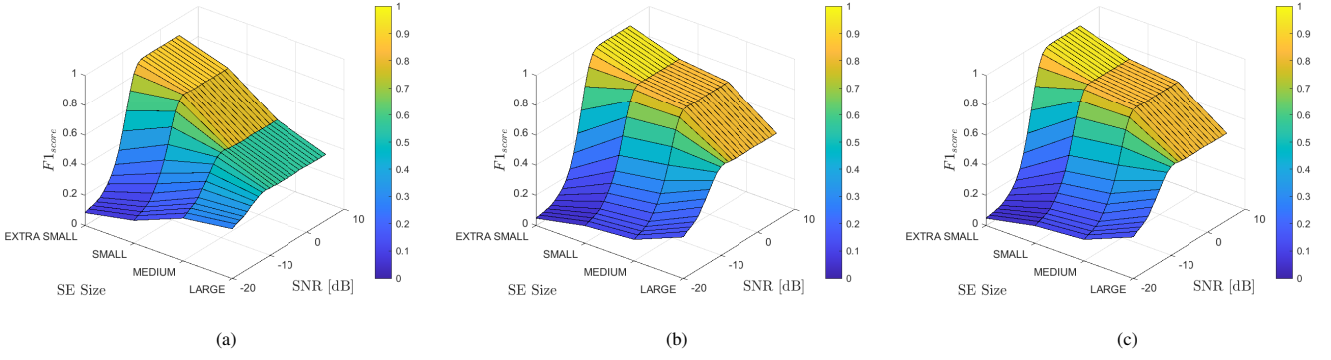 1
0.8
0.6
0.4
0.2
0
F1score
EXTRA SMALL
SMALL
MEDIUM
LARGE
SE Size
-20
-10
0
10
SNR [dB]
1
0.9
0.8
0.7
0.6
0.5
0.4
0.3
0.2
0.1
0
(a)
1
0.8
0.6
0.4
0.2
0
F1score
EXTRA SMALL
SMALL
MEDIUM
LARGE
SE Size
-20
-10
0
10
SNR [dB]
1
0.9
0.8
0.7
0.6
0.5
0.4
0.3
0.2
0.1
0
(b)
1
0.8
0.6
0.4
0.2
0
F1score
EXTRA SMALL
SMALL
MEDIUM
LARGE
SE Size
-20
-10
0
10
SNR [dB]
1
0.9
0.8
0.7
0.6
0.5
0.4
0.3
0.2
0.1
0
(c)